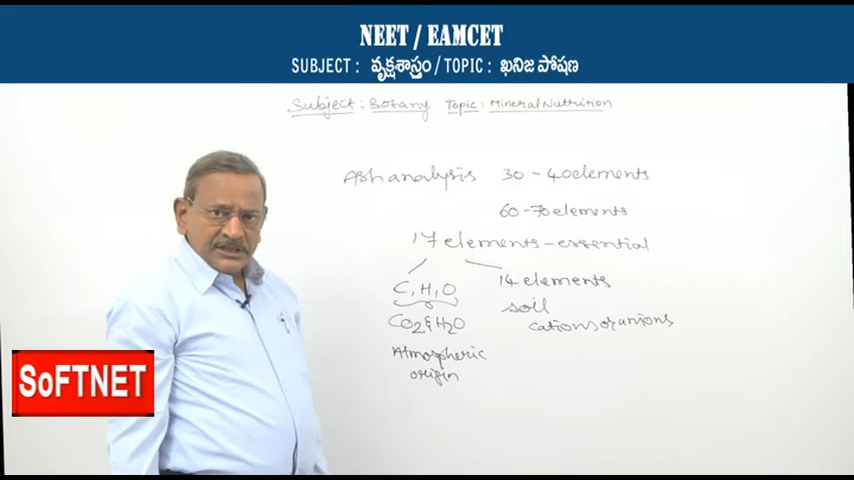 NEET / EAMCET
SUBJECT : వృక్షశాస్త్రం / TOPIC : ఖనిజ పోషణ
Subject : Botany Topic : Mineral Nutrition
Ash analysis 30 - 40 elements
60 - 70 elements
17 elements - essential
C, H, O 14 elements
soil
CO2 & H2O cations or anions
Atmospheric
origin
SoFTNET